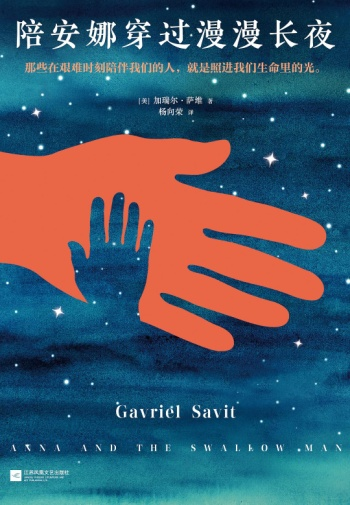 陪安娜穿过漫漫长夜
那些在艰难时刻陪伴我们的人，就是照进我们生命里的光。
［美］加瑞尔·萨维 著
杨向荣 译
Gavriel Savit
ANNA AND THE SWALLOW MAN
江苏凤凰文艺出版社